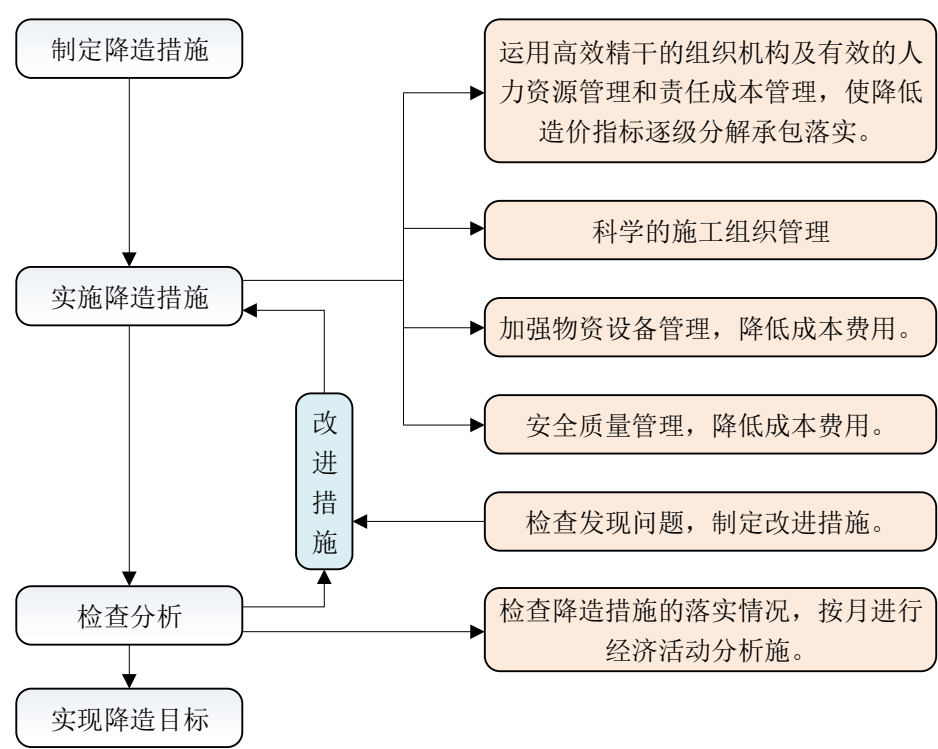 制定降造措施
运用高效精干的组织机构及有效的人
力资源管理和责任成本管理，使降低
造价指标逐级分解承包落实。
科学的施工组织管理
实施降造措施
加强物资设备管理，降低成本费用。
改
进
措
施
安全质量管理，降低成本费用。
检查发现问题，制定改进措施。
检查分析
检查降造措施的落实情况，按月进行
经济活动分析施。
实现降造目标